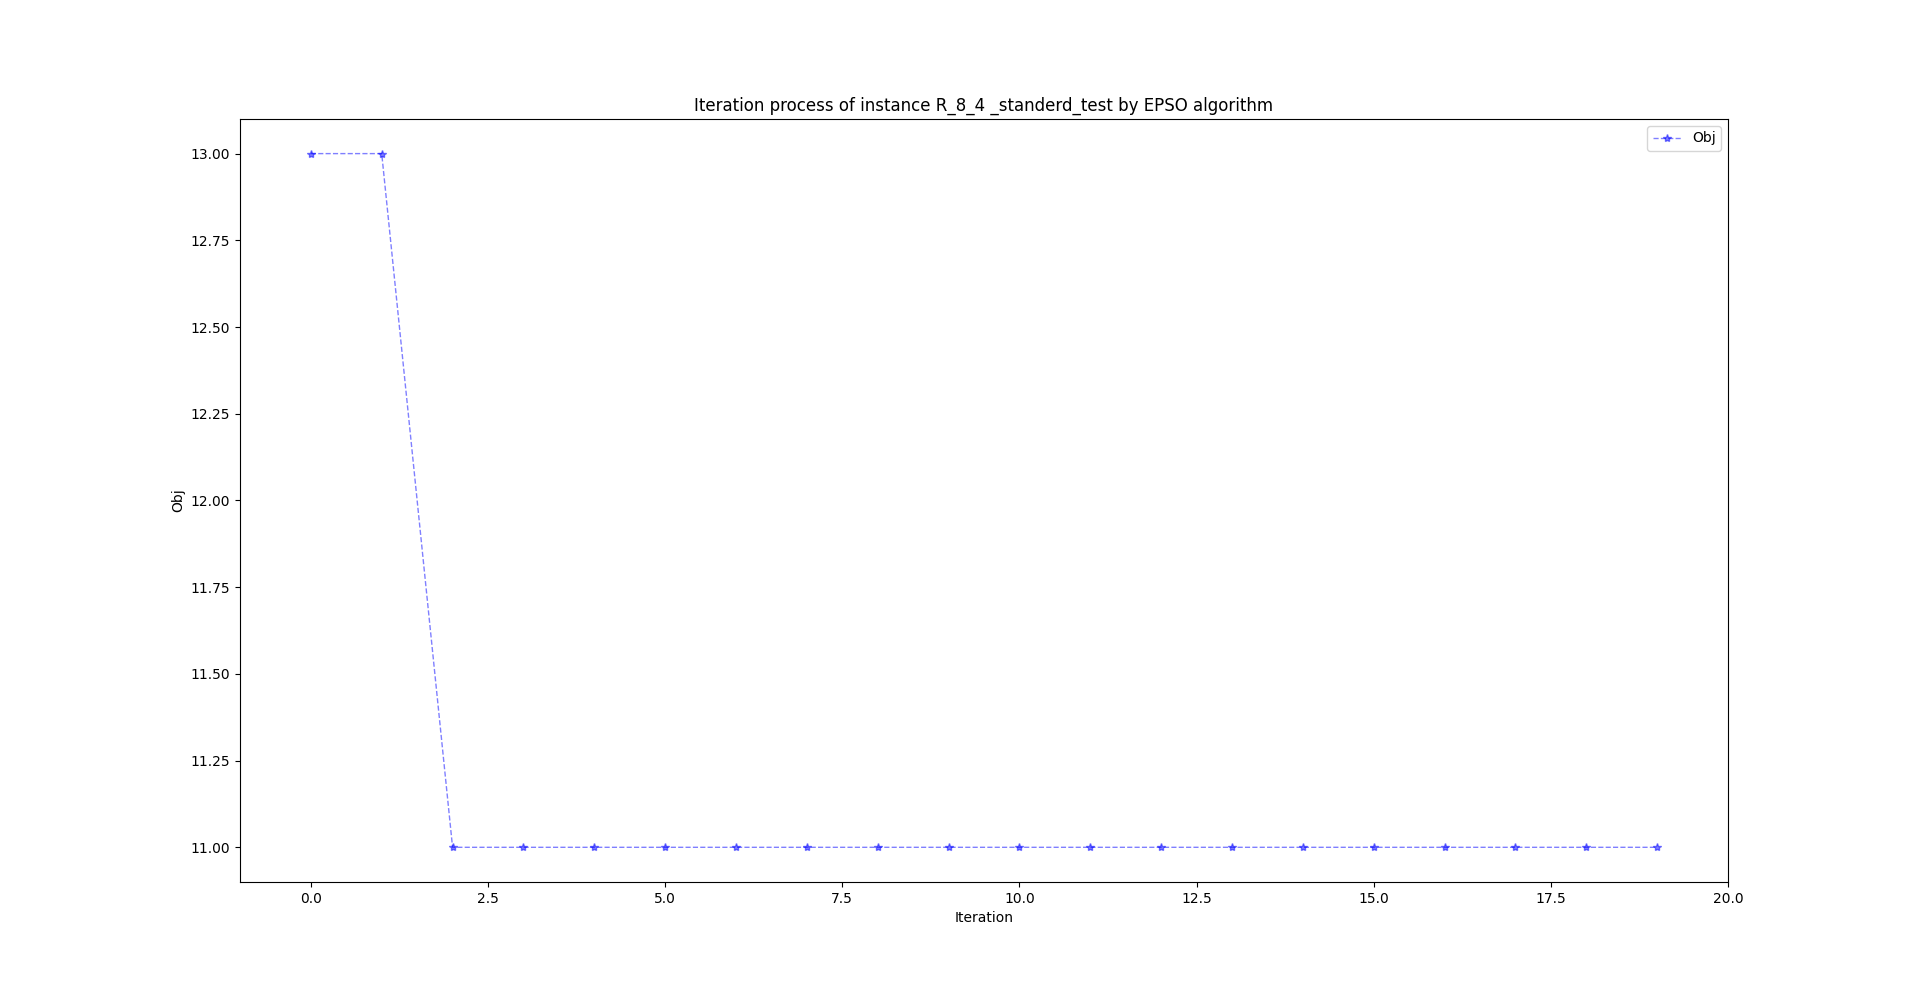 Iteration process of instance R_8_4 _standerd_test by EPSO algorithm
Obj
13.00
12.75
12.50
12.25
12.00
11.75
11.50
11.25
11.00
Obj
0.0 2.5 5.0 7.5 10.0 12.5 15.0 17.5 20.0
Iteration